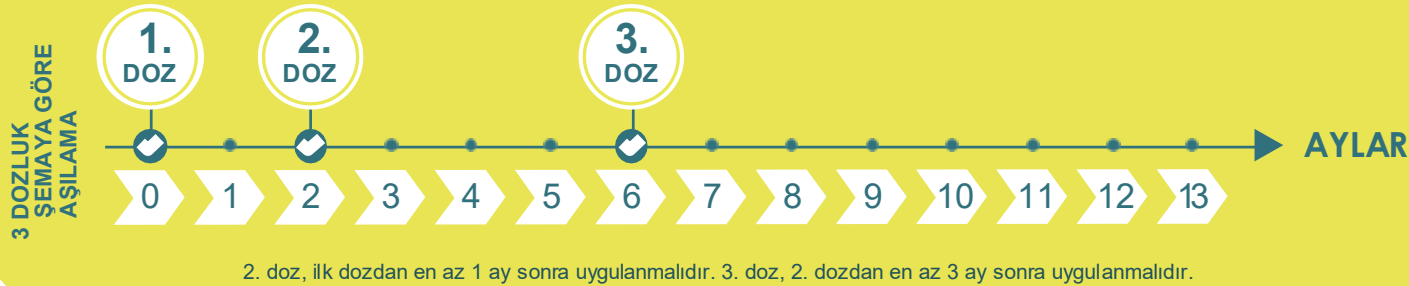 3 DOZLUK
ŞEMAYA GÖRE
AŞILAMA
1.
DOZ
2.
DOZ
3.
DOZ
AYLAR
0 1 2 3 4 5 6 7 8 9 10 11 12 13
2. doz, ilk dozdan en az 1 ay sonra uygulanmalıdır. 3. doz, 2. dozdan en az 3 ay sonra uygulanmalıdır.